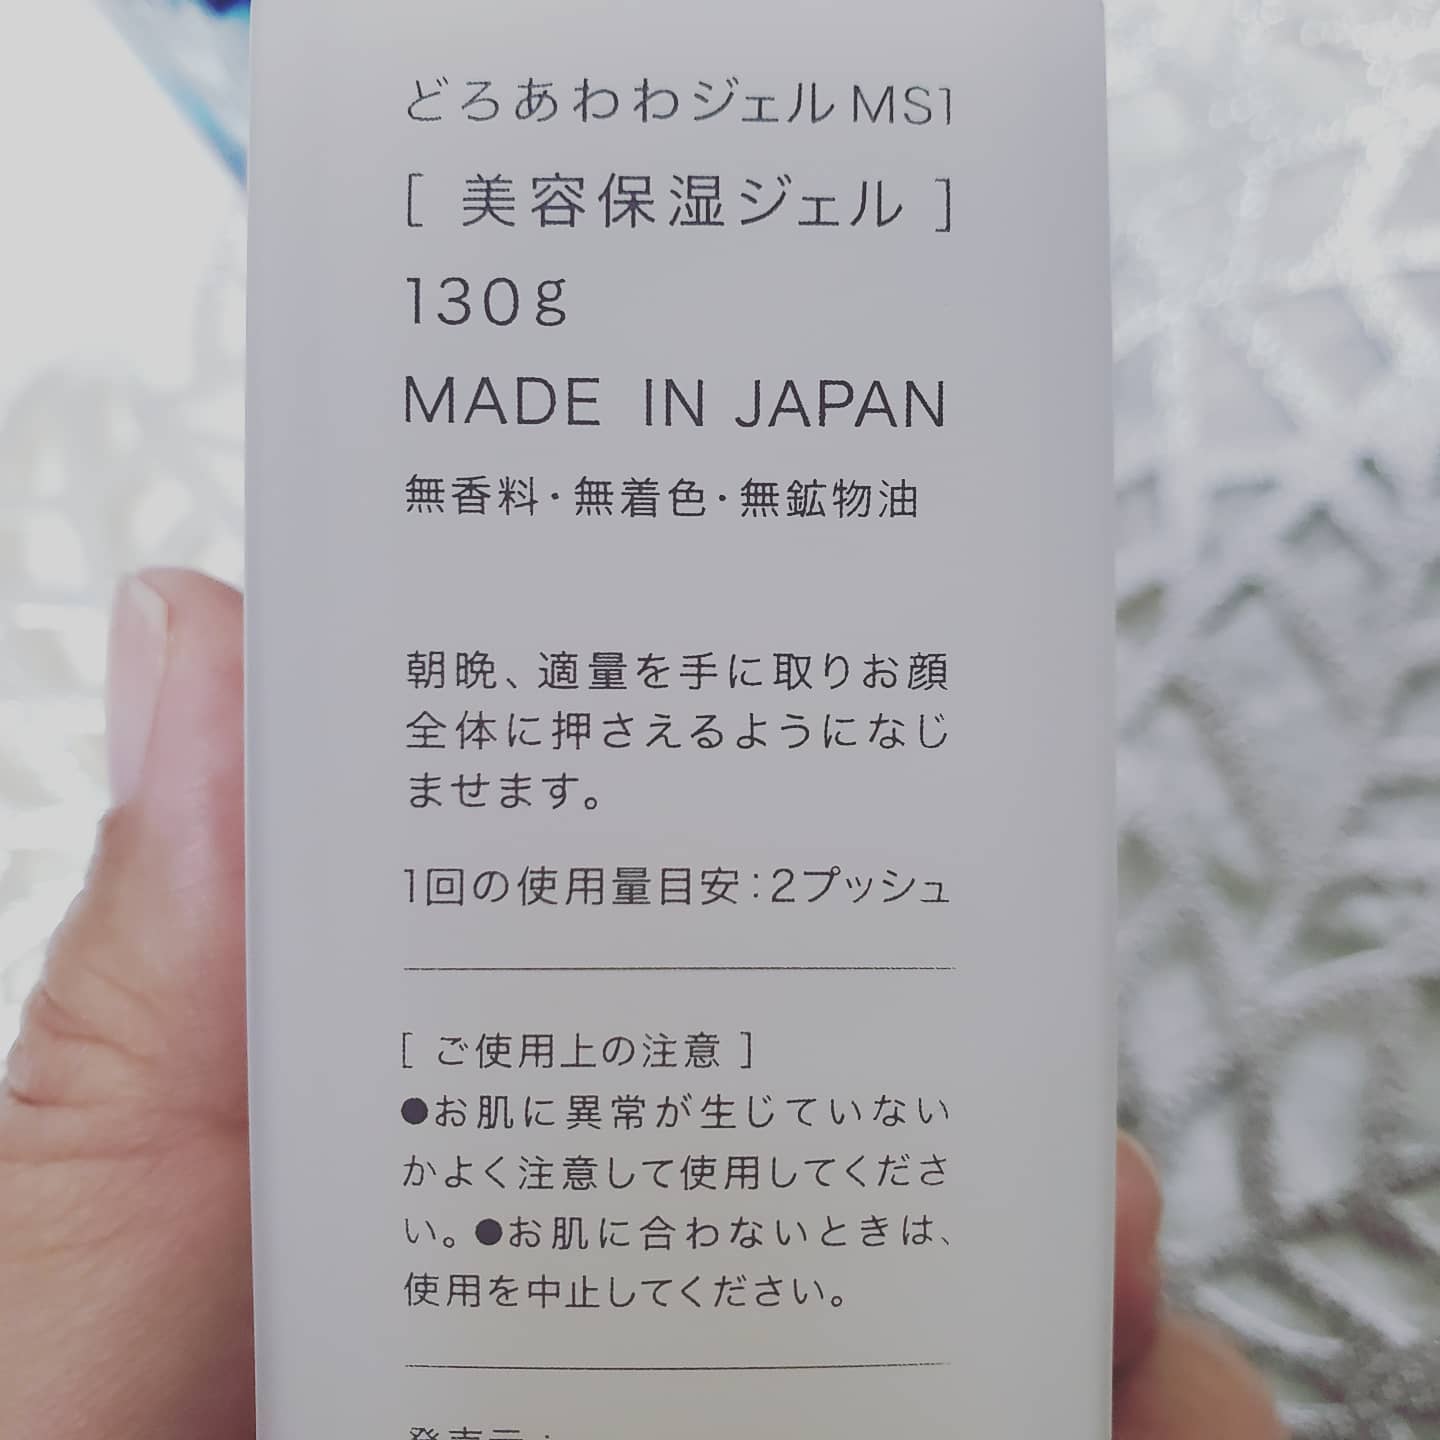 どろあわわジェルMS1
[ 美容保湿ジェル ]
130g
MADE IN JAPAN
無香料・無着色・無鉱物油
朝晩、適量を手に取りお顔
全体に押さえるようになじ
ませます。
1回の使用量目安：2プッシュ
[ ご使用上の注意 ]
●お肌に異常が生じていない
かよく注意して使用してくださ
い。●お肌に合わないときは、
使用を中止してください。